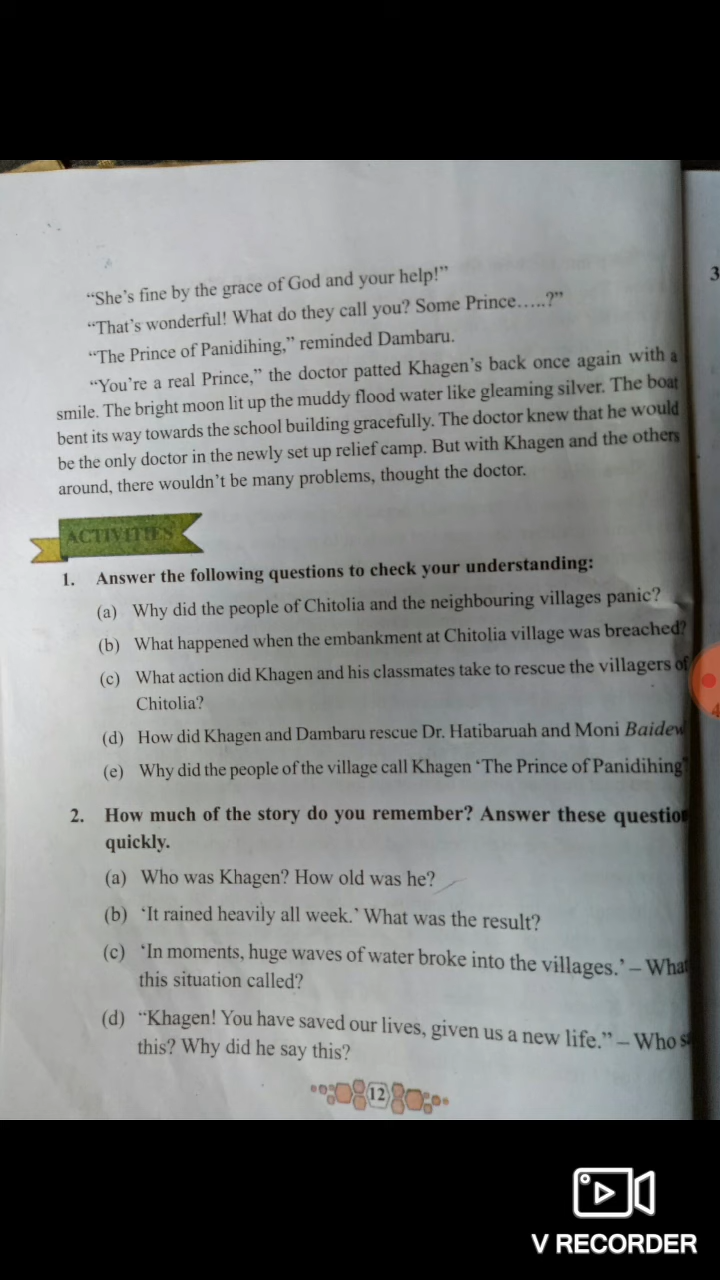 “She’s fine by the grace of God and your help!”
“That’s wonderful! What do they call you? Some Prince.....?”
“The Prince of Panidihing,” reminded Dambaru.
“You’re a real Prince,” the doctor patted Khagen’s back once again with a
smile. The bright moon lit up the muddy flood water like gleaming silver. The boat
bent its way towards the school building gracefully. The doctor knew that he would
be the only doctor in the newly set up relief camp. But with Khagen and the others
around, there wouldn’t be many problems, thought the doctor.
ACTIVITIES
1. Answer the following questions to check your understanding:
(a) Why did the people of Chitolia and the neighbouring villages panic?
(b) What happened when the embankment at Chitolia village was breached?
(c) What action did Khagen and his classmates take to rescue the villagers of
Chitolia?
(d) How did Khagen and Dambaru rescue Dr. Hatibaruah and Moni Baidew
(e) Why did the people of the village call Khagen ‘The Prince of Panidihing’
2. How much of the story do you remember? Answer these question
quickly.
(a) Who was Khagen? How old was he?
(b) ‘It rained heavily all week.’ What was the result?
(c) ‘In moments, huge waves of water broke into the villages.’ – What
this situation called?
(d) “Khagen! You have saved our lives, given us a new life.” – Who s
this? Why did he say this?
12
3
4
V RECORDER